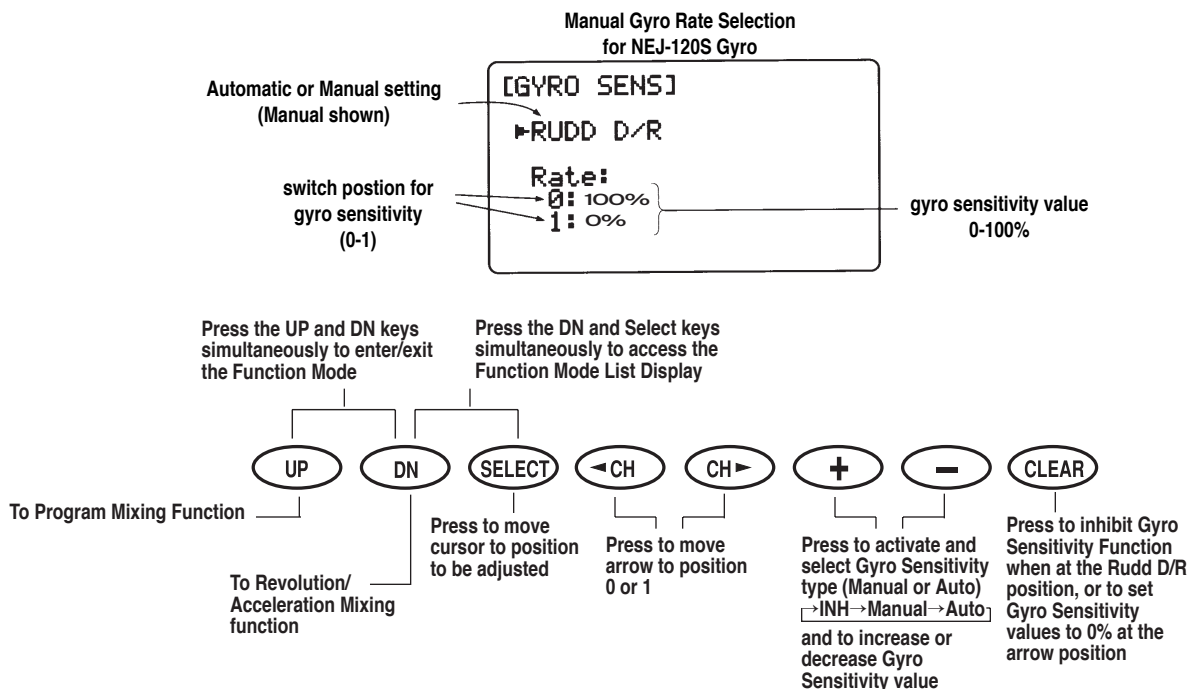 Manual Gyro Rate Selection
for NEJ-120S Gyro
Automatic or Manual setting
(Manual shown)
[GYRO SENS]
►RUDD D/R
Rate:
0: 100%
1: 0%
switch postion for
gyro sensitivity
(0-1)
gyro sensitivity value
0-100%
Press the UP and DN keys
simultaneously to enter/exit
the Function Mode
Press the DN and Select keys
simultaneously to access the
Function Mode List Display
UP
DN
SELECT
◄CH
CH►
+
–
CLEAR
To Program Mixing Function
To Revolution/
Acceleration Mixing
function
Press to move
cursor to position
to be adjusted
Press to move
arrow to position
0 or 1
Press to activate and
select Gyro Sensitivity
type (Manual or Auto)
→INH→Manual→Auto
and to increase or
decrease Gyro
Sensitivity value
Press to inhibit Gyro
Sensitivity Function
when at the Rudd D/R
position, or to set
Gyro Sensitivity
values to 0% at the
arrow position